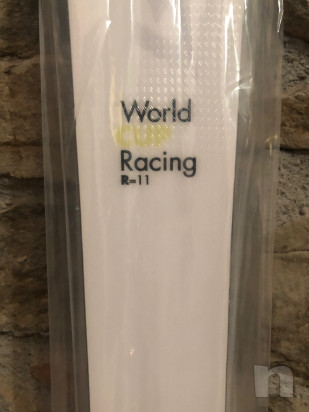 World
CUP
Racing
R=11
n